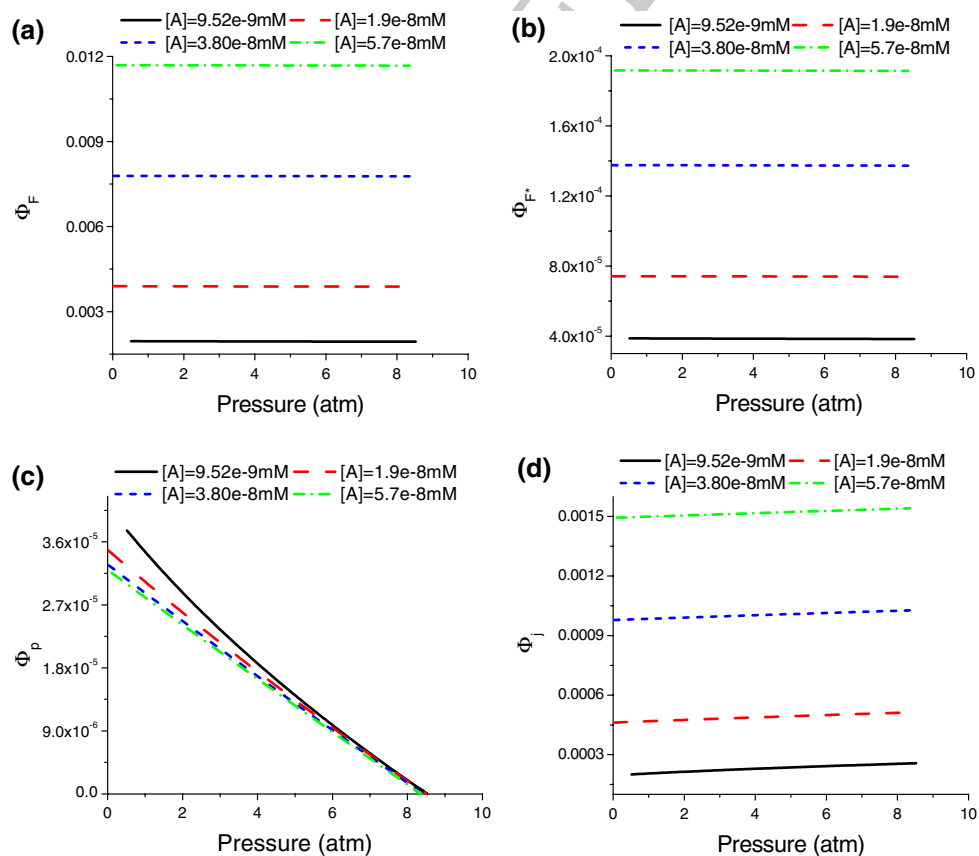 (a)
[A]=9.52e-9mM [A]=1.9e-8mM
[A]=3.80e-8mM [A]=5.7e-8mM
0.012
0.009
0.006
0.003
Φ_F
0 2 4 6 8 10
Pressure (atm)
(b)
[A]=9.52e-9mM [A]=1.9e-8mM
[A]=3.80e-8mM [A]=5.7e-8mM
2.0x10⁻⁴
1.6x10⁻⁴
1.2x10⁻⁴
8.0x10⁻⁵
4.0x10⁻⁵
Φ_F*
0 2 4 6 8 10
Pressure (atm)
(c)
[A]=9.52e-9mM [A]=1.9e-8mM
[A]=3.80e-8mM [A]=5.7e-8mM
3.6x10⁻⁵
2.7x10⁻⁵
1.8x10⁻⁵
9.0x10⁻⁶
0.0
Φ_p
0 2 4 6 8 10
Pressure (atm)
(d)
[A]=9.52e-9mM [A]=1.9e-8mM
[A]=3.80e-8mM [A]=5.7e-8mM
0.0015
0.0012
0.0009
0.0006
0.0003
Φ_j
0 2 4 6 8 10
Pressure (atm)